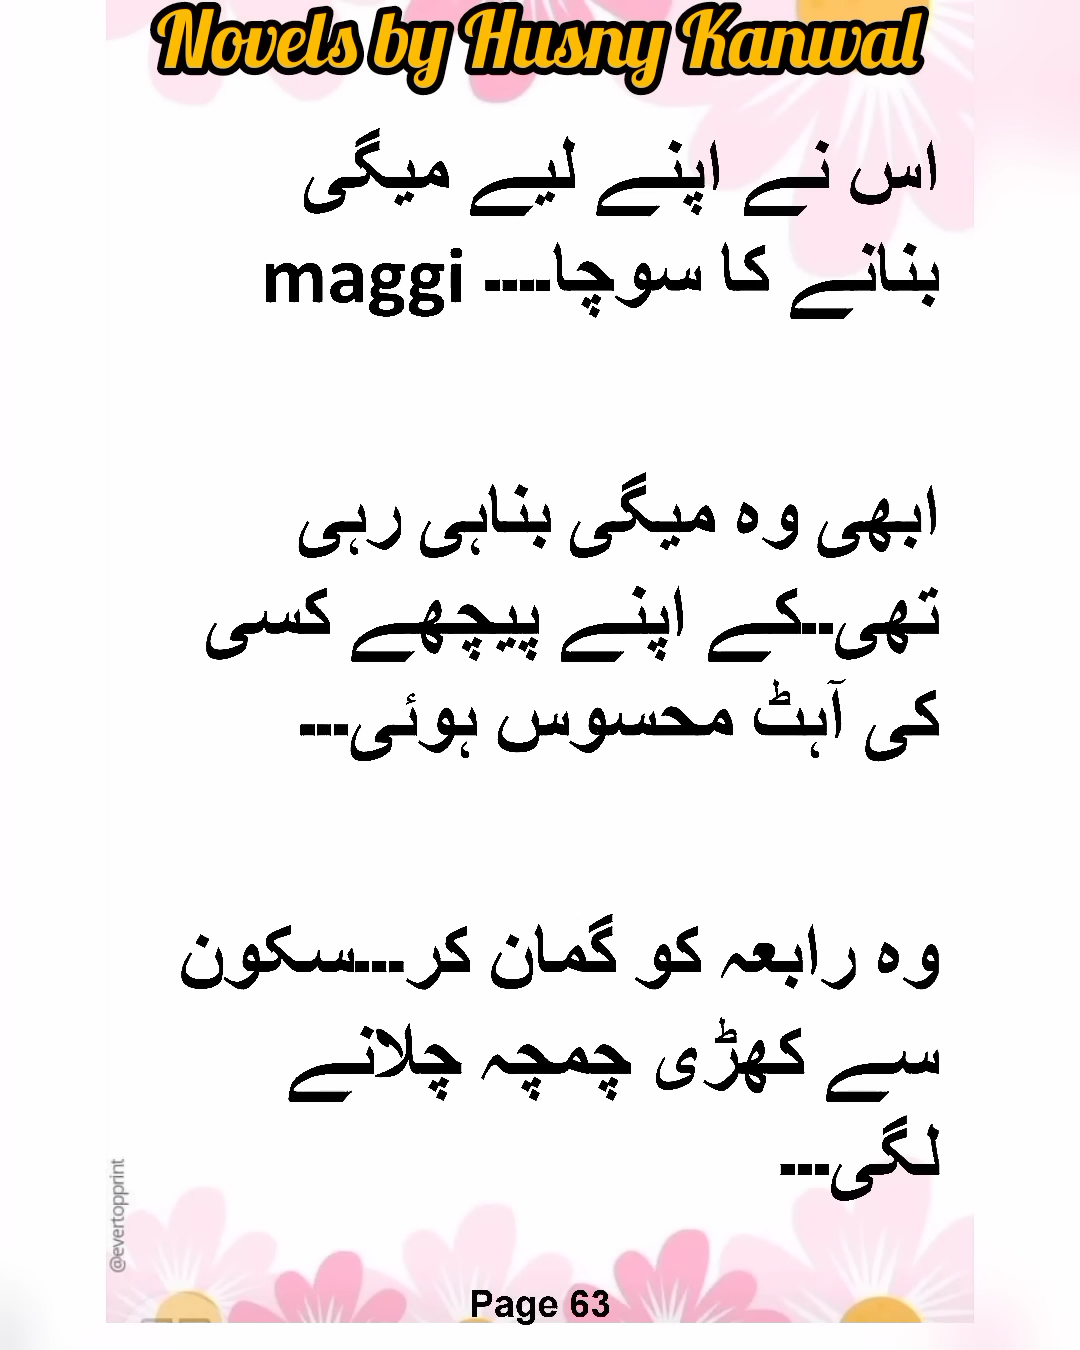 Novels by Husny Kanwal
اس نے اپنے لیے میگی
بنانے کا سوچا.... maggi
ابھی وہ میگی بناہی رہی
تھی..کے اپنے پیچھے کسی
کی آہٹ محسوس ہوئی...
وہ رابعہ کو گمان کر...سکون
سے کھڑی چمچہ چلانے
لگی...
@evertopprint
Page 63